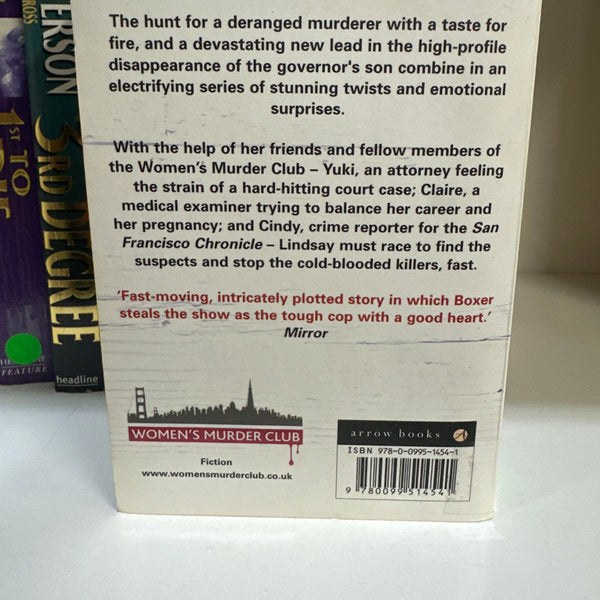 The hunt for a deranged murderer with a taste for
fire, and a devastating new lead in the high-profile
disappearance of the governor's son combine in an
electrifying series of stunning twists and emotional
surprises.
With the help of her friends and fellow members of
the Women's Murder Club – Yuki, an attorney feeling
the strain of a hard-hitting court case; Claire, a
medical examiner trying to balance her career and
her pregnancy; and Cindy, crime reporter for the San
Francisco Chronicle – Lindsay must race to find the
suspects and stop the cold-blooded killers, fast.
'Fast-moving, intricately plotted story in which Boxer
steals the show as the tough cop with a good heart.'
Mirror
WOMEN'S MURDER CLUB
Fiction
www.womensmurderclub.co.uk
arrow books
ISBN 978-0-0995-1454-1
9 780099 514541
ROSS
1ST TO
FEATURE
ERSON
3RD DEGREE
headline